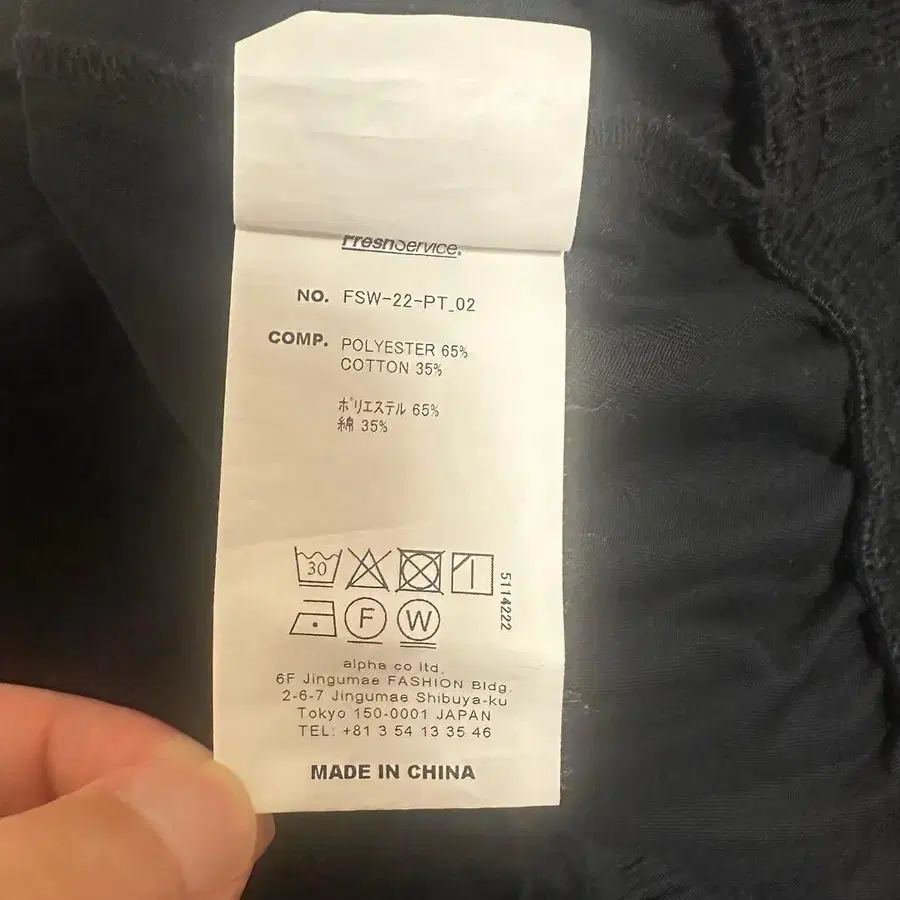 FreshService.
NO. FSW-22-PT_02
COMP. POLYESTER 65%
COTTON 35%
ポリエステル 65%
綿 35%
30
5114222
F W
alpha co ltd.
6F Jingumae FASHION Bldg.
2-6-7 Jingumae Shibuya-ku
Tokyo 150-0001 JAPAN
TEL: +81 3 54 13 35 46
MADE IN CHINA